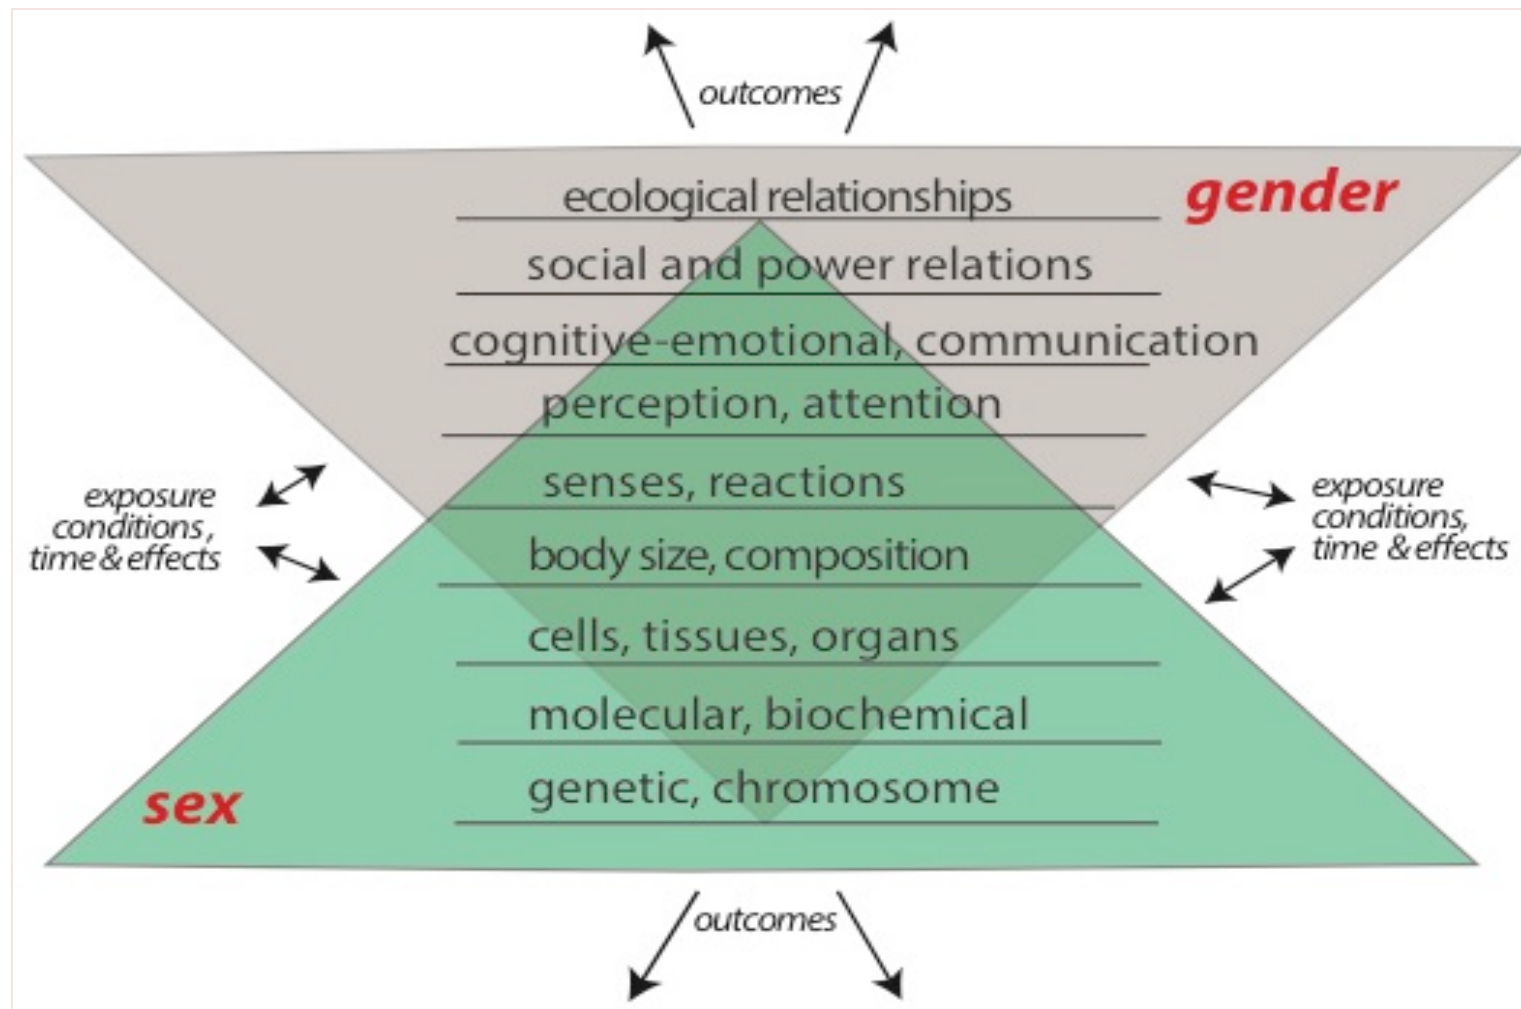 outcomes
ecological relationships
gender
social and power relations
cognitive-emotional, communication
perception, attention
senses, reactions
exposure
conditions,
time & effects
exposure
conditions,
time & effects
body size, composition
cells, tissues, organs
molecular, biochemical
genetic, chromosome
sex
outcomes